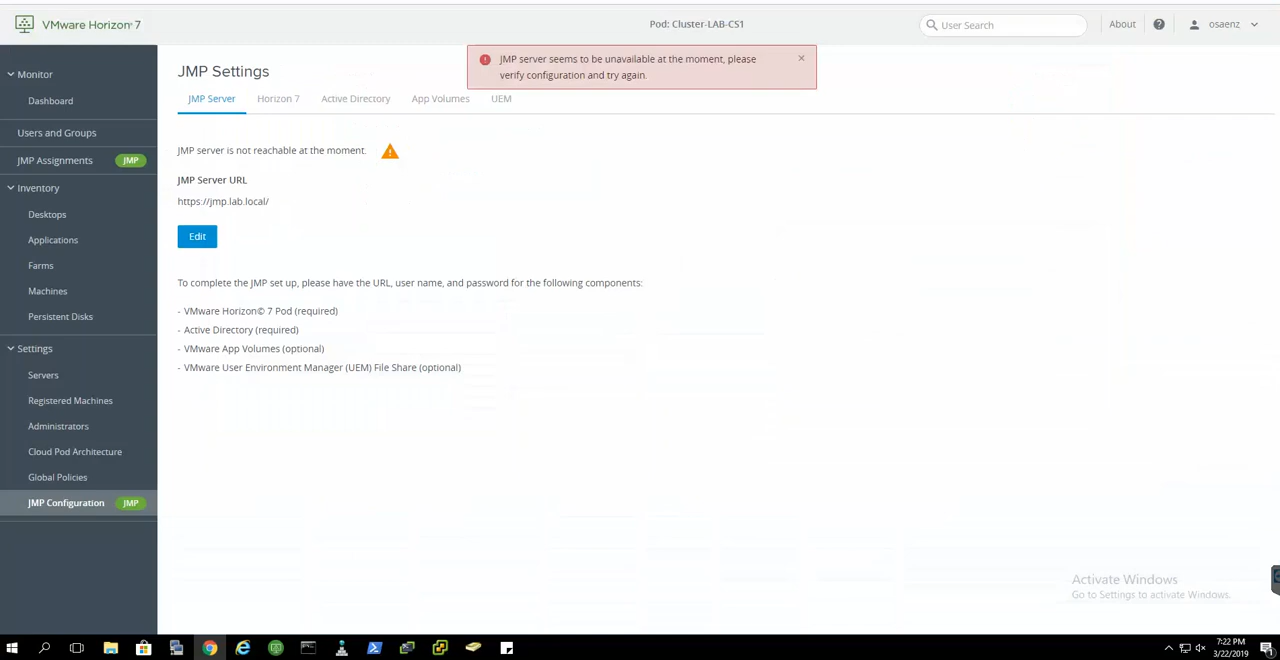 VMware Horizon® 7
Pod: Cluster-LAB-CS1
User Search
About
osaenz
Monitor
Dashboard
Users and Groups
JMP Assignments JMP
Inventory
Desktops
Applications
Farms
Machines
Persistent Disks
Settings
Servers
Registered Machines
Administrators
Cloud Pod Architecture
Global Policies
JMP Configuration JMP
JMP Settings
JMP server seems to be unavailable at the moment, please
verify configuration and try again.
JMP Server Horizon 7 Active Directory App Volumes UEM
JMP server is not reachable at the moment.
JMP Server URL
https://jmp.lab.local/
Edit
To complete the JMP set up, please have the URL, user name, and password for the following components:
- VMware Horizon© 7 Pod (required)
- Active Directory (required)
- VMware App Volumes (optional)
- VMware User Environment Manager (UEM) File Share (optional)
Activate Windows
Go to Settings to activate Windows.
7:22 PM
3/22/2019